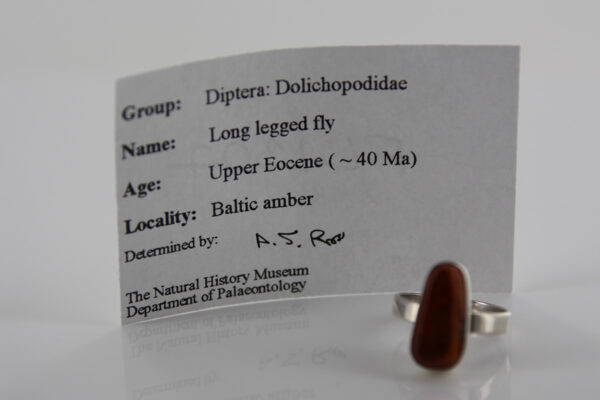 Group: Diptera: Dolichopodidae
Name: Long legged fly
Age: Upper Eocene (~ 40 Ma)
Locality: Baltic amber
Determined by: A.J. Ross
The Natural History Museum
Department of Palaeontology